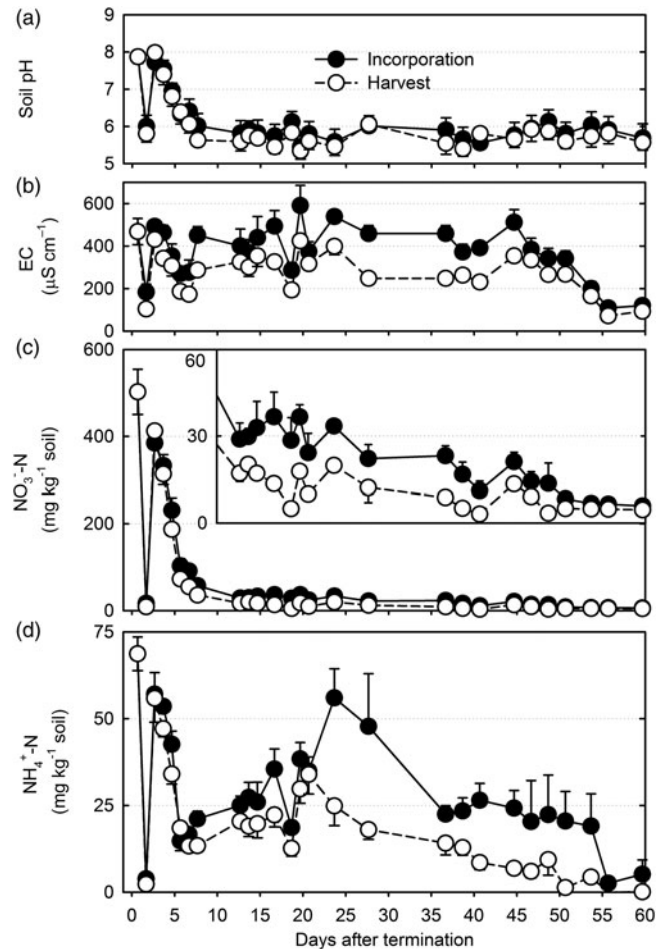 (a)
9
8
7
6
5
Soil pH
Incorporation
Harvest
(b)
600
400
200
0
EC
(μS cm⁻¹)
(c)
600
400
200
0
NO₃⁻-N
(mg kg⁻¹ soil)
60
30
0
(d)
75
50
25
0
NH₄⁺-N
(mg kg⁻¹ soil)
0 5 10 15 20 25 30 35 40 45 50 55 60
Days after termination